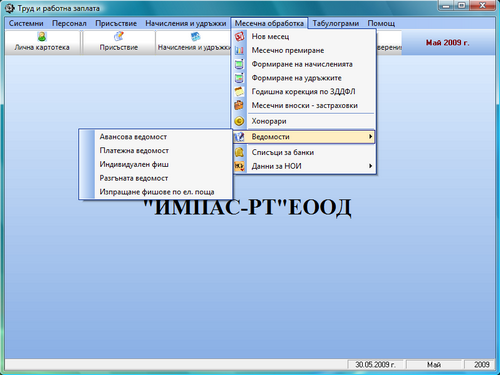 Труд и работна заплата
Системни Персонал Присъствие Начисления и удръжки Месечна обработка Табулограми Помощ
Лична картотека Присъствие Начисления и удръжки Май 2009 г.
Нов месец
Месечно премиране
Формиране на начисленията
Формиране на удръжките
Годишна корекция по ЗДДФЛ
Месечни вноски - застраховки
Хонорари
Ведомости
Списъци за банки
Данни за НОИ
Авансова ведомост
Платежна ведомост
Индивидуален фиш
Разгъната ведомост
Изпращане фишове по ел. поща
"ИМПАС-РТ"ЕООД
30.05.2009 г. Май 2009